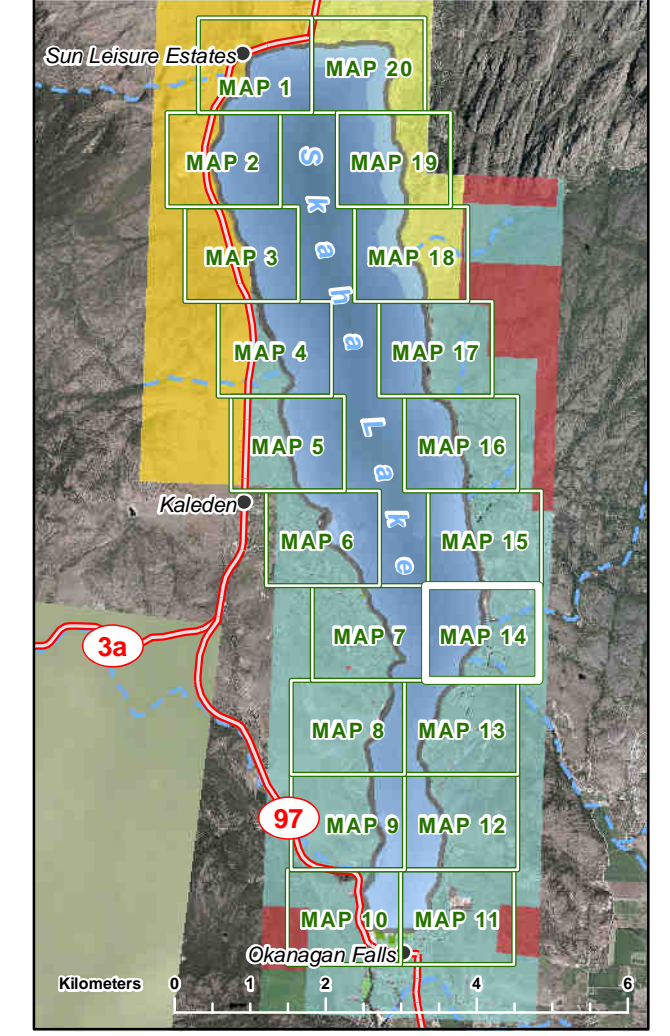 Sun Leisure Estates
MAP 1
MAP 20
MAP 2
MAP 19
MAP 3
MAP 18
MAP 4
MAP 17
MAP 5
MAP 16
Skaha Lake
Kaleden
MAP 6
MAP 15
3a
MAP 7
MAP 14
MAP 8
MAP 13
97
MAP 9
MAP 12
MAP 10
MAP 11
Okanagan Falls
Kilometers 0 1 2 4 6